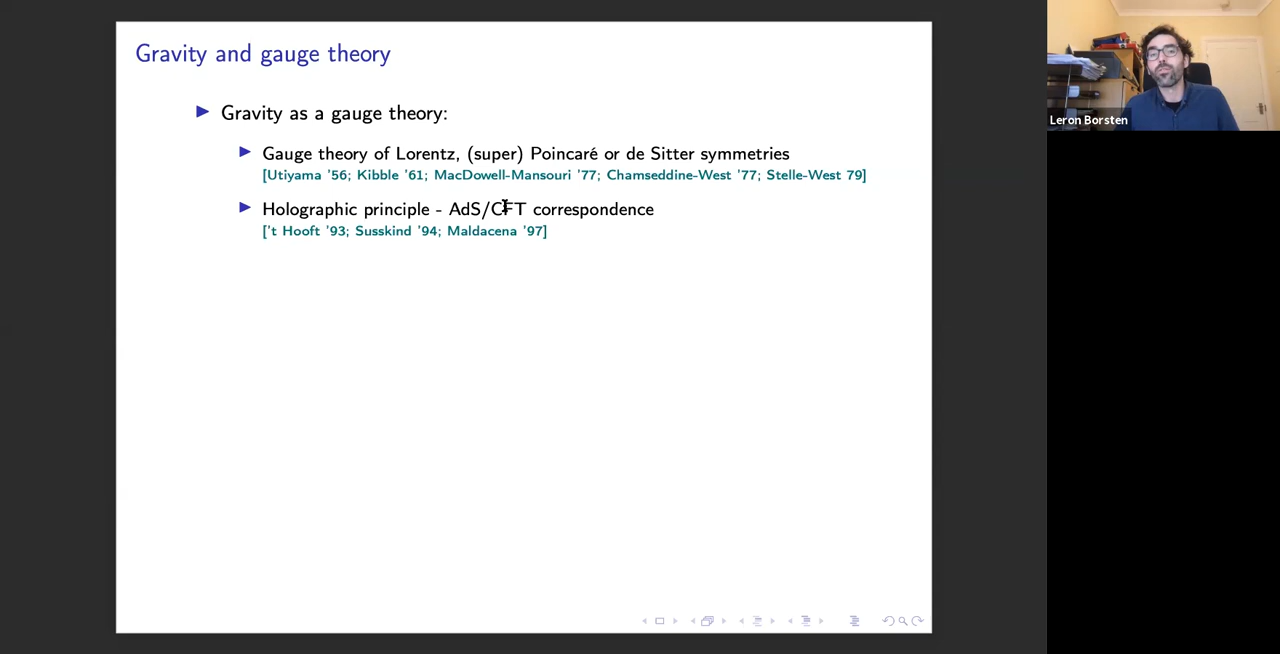 Gravity and gauge theory
Gravity as a gauge theory:
Gauge theory of Lorentz, (super) Poincaré or de Sitter symmetries
[Utiyama '56; Kibble '61; MacDowell-Mansouri '77; Chamseddine-West '77; Stelle-West 79]
Holographic principle - AdS/CFT correspondence
['t Hooft '93; Susskind '94; Maldacena '97]
Leron Borsten